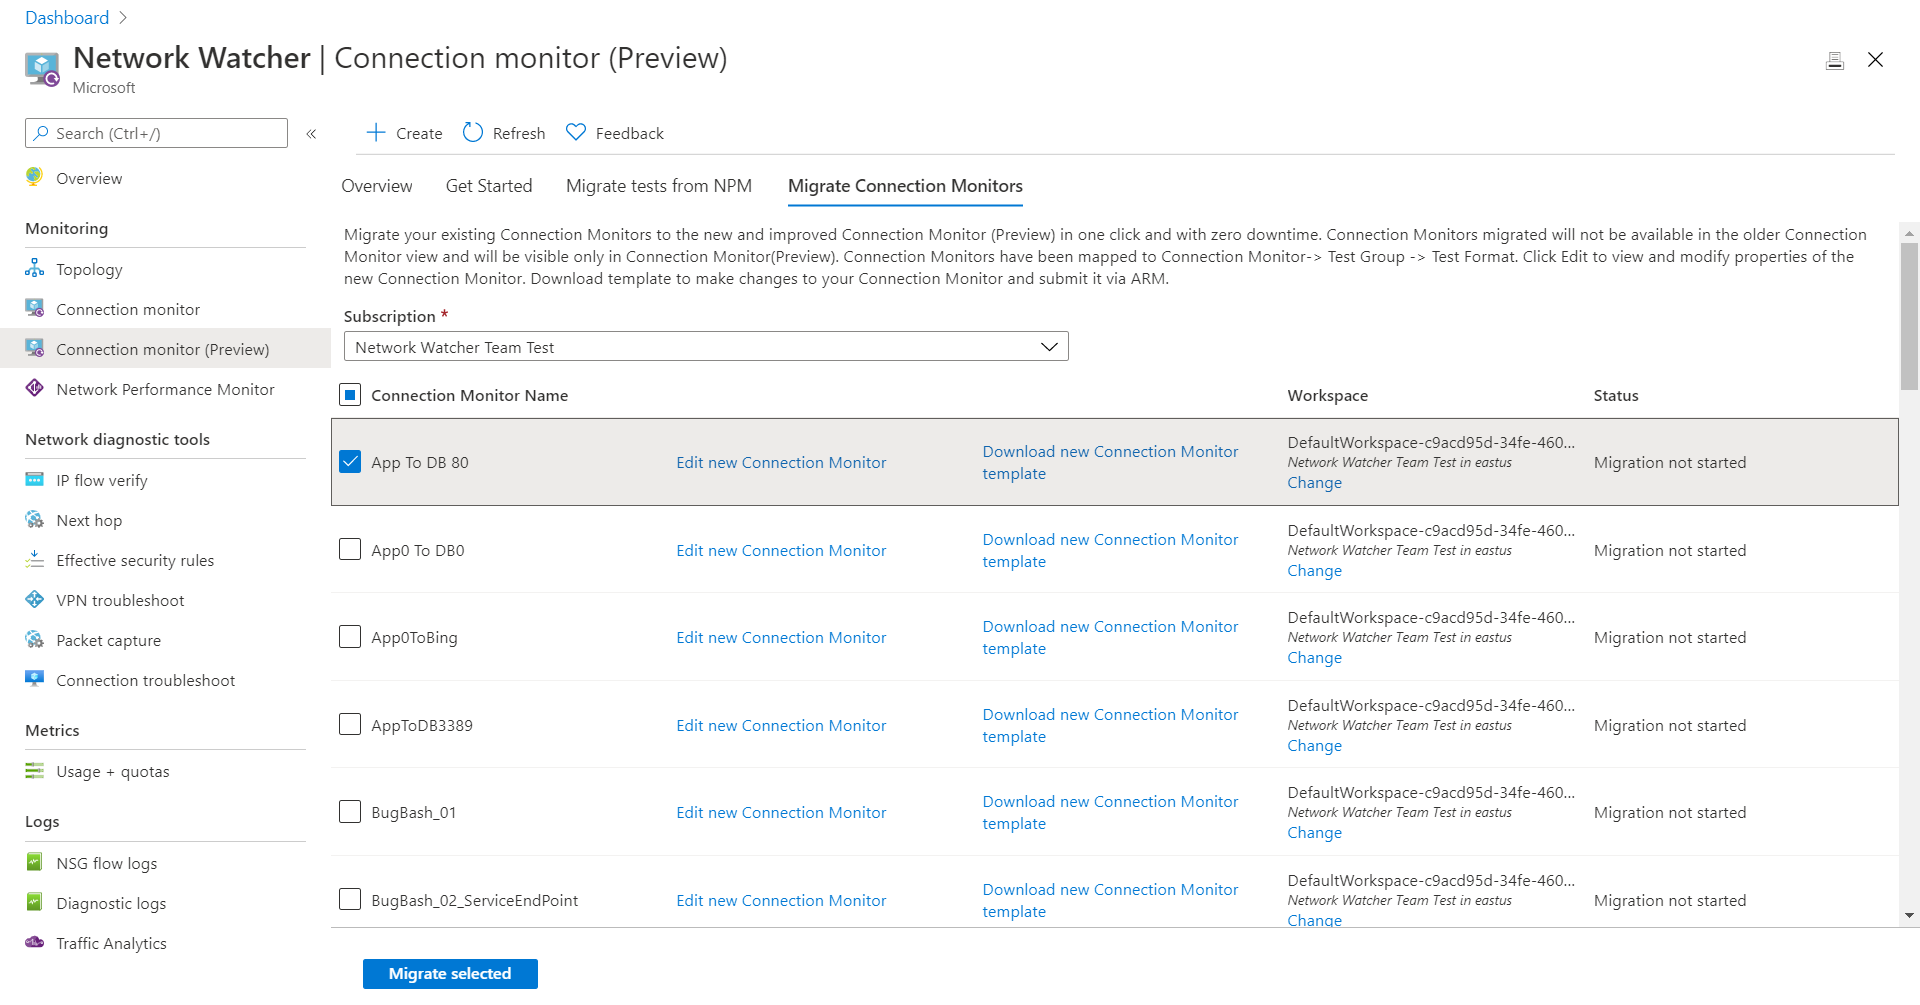 Dashboard
Network Watcher | Connection monitor (Preview)
Microsoft
Search (Ctrl+/)
Overview
Monitoring
Topology
Connection monitor
Connection monitor (Preview)
Network Performance Monitor
Network diagnostic tools
IP flow verify
Next hop
Effective security rules
VPN troubleshoot
Packet capture
Connection troubleshoot
Metrics
Usage + quotas
Logs
NSG flow logs
Diagnostic logs
Traffic Analytics
Create Refresh Feedback
Overview Get Started Migrate tests from NPM Migrate Connection Monitors
Migrate your existing Connection Monitors to the new and improved Connection Monitor (Preview) in one click and with zero downtime. Connection Monitors migrated will not be available in the older Connection
Monitor view and will be visible only in Connection Monitor(Preview). Connection Monitors have been mapped to Connection Monitor-> Test Group -> Test Format. Click Edit to view and modify properties of the
new Connection Monitor. Download template to make changes to your Connection Monitor and submit it via ARM.
Subscription *
Network Watcher Team Test
Connection Monitor Name Workspace Status
App To DB 80 Edit new Connection Monitor Download new Connection Monitor
template
DefaultWorkspace-c9acd95d-34fe-460...
Network Watcher Team Test in eastus
Change
Migration not started
App0 To DB0 Edit new Connection Monitor Download new Connection Monitor
template
DefaultWorkspace-c9acd95d-34fe-460...
Network Watcher Team Test in eastus
Change
Migration not started
App0ToBing Edit new Connection Monitor Download new Connection Monitor
template
DefaultWorkspace-c9acd95d-34fe-460...
Network Watcher Team Test in eastus
Change
Migration not started
AppToDB3389 Edit new Connection Monitor Download new Connection Monitor
template
DefaultWorkspace-c9acd95d-34fe-460...
Network Watcher Team Test in eastus
Change
Migration not started
BugBash_01 Edit new Connection Monitor Download new Connection Monitor
template
DefaultWorkspace-c9acd95d-34fe-460...
Network Watcher Team Test in eastus
Change
Migration not started
BugBash_02_ServiceEndPoint Edit new Connection Monitor Download new Connection Monitor
template
DefaultWorkspace-c9acd95d-34fe-460...
Network Watcher Team Test in eastus
Change
Migration not started
Migrate selected